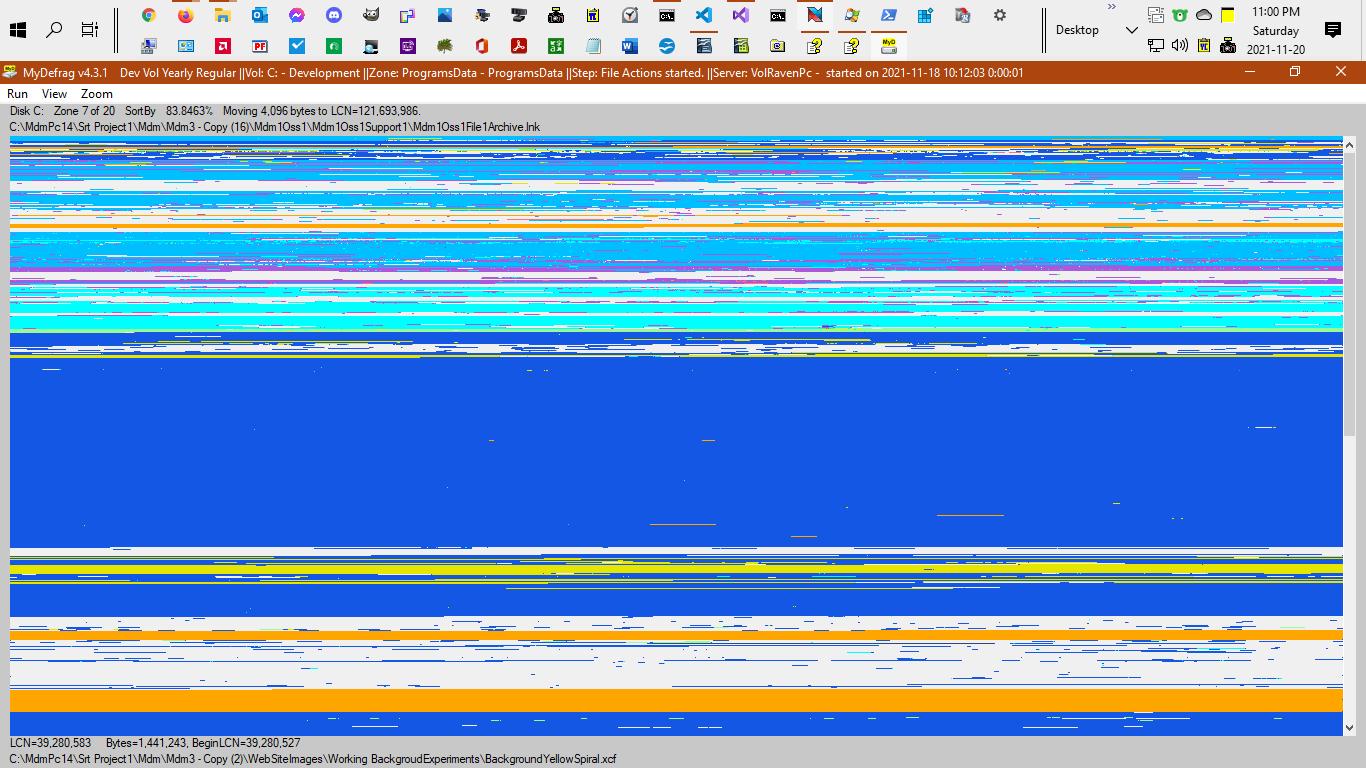 11:00 PM
Desktop
Saturday
2021-11-20
MyDefrag v4.3.1 Dev Vol Yearly Regular ||Vol: C: - Development ||Zone: ProgramsData - ProgramsData ||Step: File Actions started. ||Server: VolRavenPc - started on 2021-11-18 10:12:03 0:00:01
Run View Zoom
Disk C: Zone 7 of 20 SortBy 83.8463% Moving 4,096 bytes to LCN=121,693,986.
C:\MdmPc14\Srt Project1\Mdm\Mdm3 - Copy (16)\Mdm1Oss1\Mdm1Oss1Support1\Mdm1Oss1File1Archive.lnk
LCN=39,280,583 Bytes=1,441,243, BeginLCN=39,280,527
C:\MdmPc14\Srt Project1\Mdm\Mdm3 - Copy (2)\WebSiteImages\Working BackgroudExperiments\BackgroundYellowSpiral.xcf